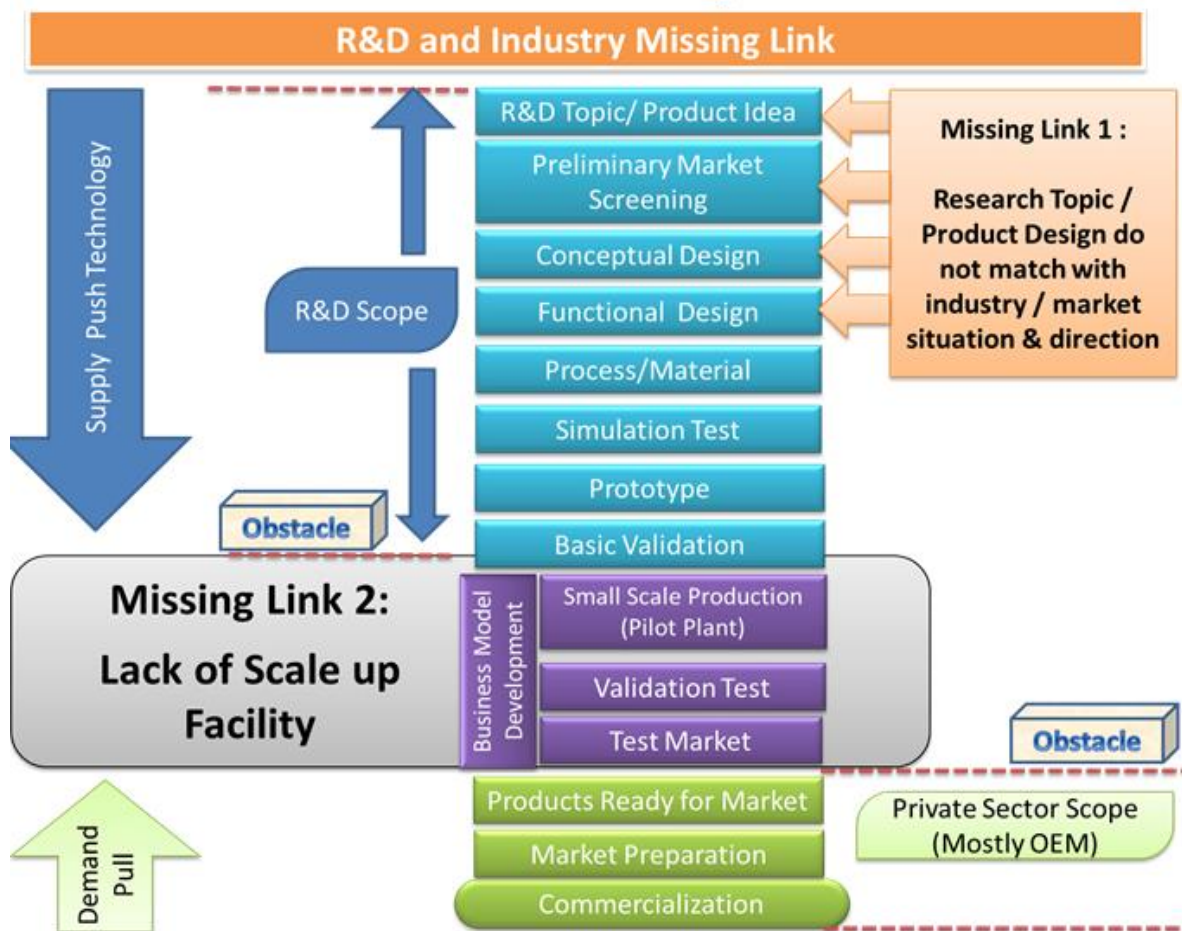 R&D and Industry Missing Link
Supply Push Technology
R&D Scope
R&D Topic/ Product Idea
Preliminary Market
Screening
Conceptual Design
Functional Design
Process/Material
Simulation Test
Prototype
Basic Validation
Missing Link 1 :
Research Topic /
Product Design do
not match with
industry / market
situation & direction
Obstacle
Missing Link 2:
Lack of Scale up
Facility
Business Model
Development
Small Scale Production
(Pilot Plant)
Validation Test
Test Market
Obstacle
Demand
Pull
Products Ready for Market
Market Preparation
Commercialization
Private Sector Scope
(Mostly OEM)